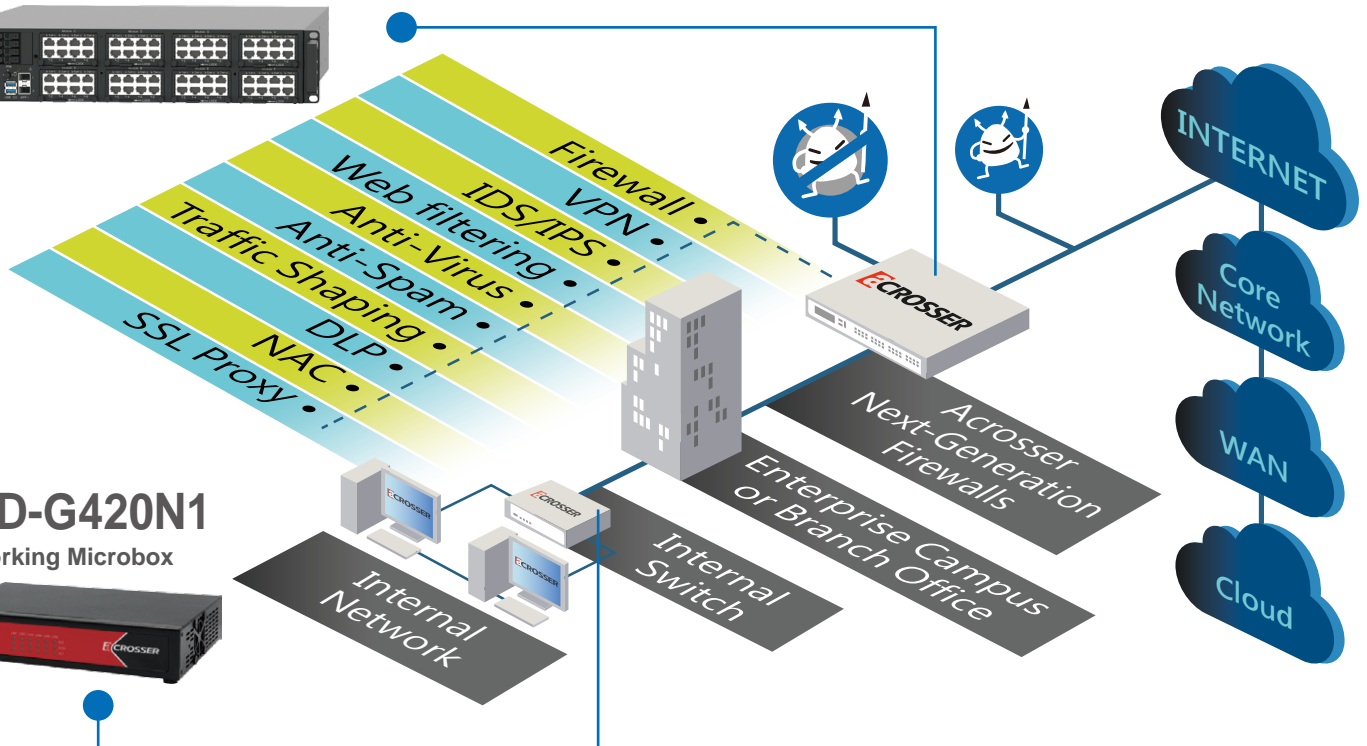 Firewall •
VPN •
IDS/IPS •
Web filtering •
Anti-Virus •
Anti-Spam •
Traffic Shaping •
DLP •
NAC •
SSL Proxy •
INTERNET
Core
Network
WAN
Cloud
ACROSSER
Acrosser
Next-Generation
Firewalls
Enterprise Campus
or Branch Office
ACROSSER
Internal
Switch
ACROSSER
ACROSSER
Internal
Network
D-G420N1
orking Microbox
ACROSSER